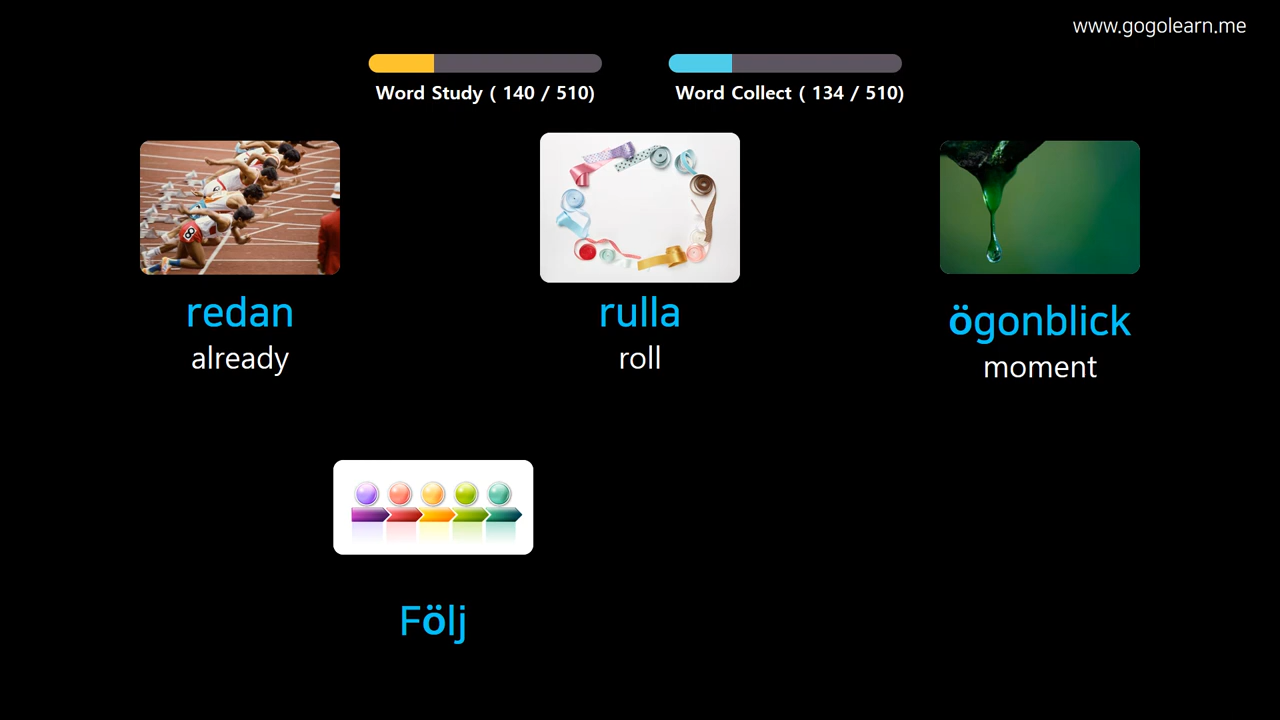 www.gogolearn.me
Word Study ( 140 / 510)
Word Collect ( 134 / 510)
redan
already
rulla
roll
ögonblick
moment
Följ